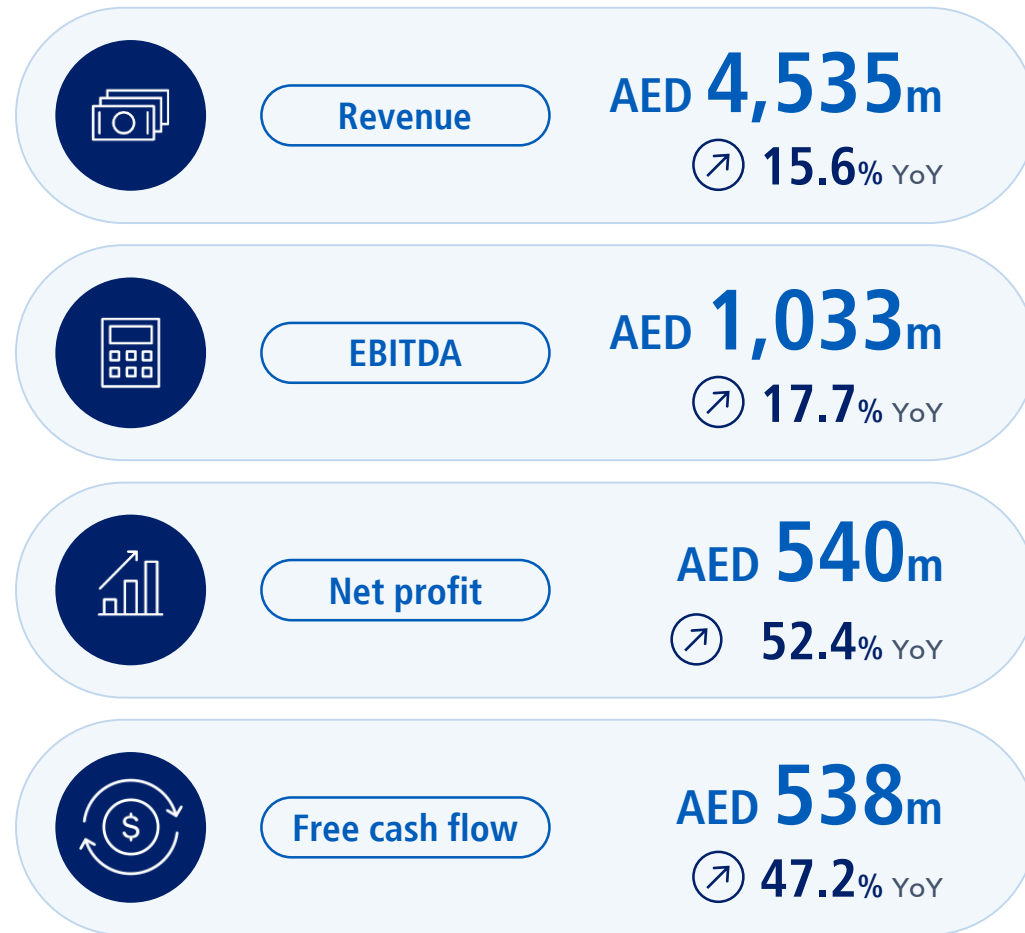 Revenue
AED 4,535m
15.6% YoY
EBITDA
AED 1,033m
17.7% YoY
Net profit
AED 540m
52.4% YoY
Free cash flow
$
AED 538m
47.2% YoY